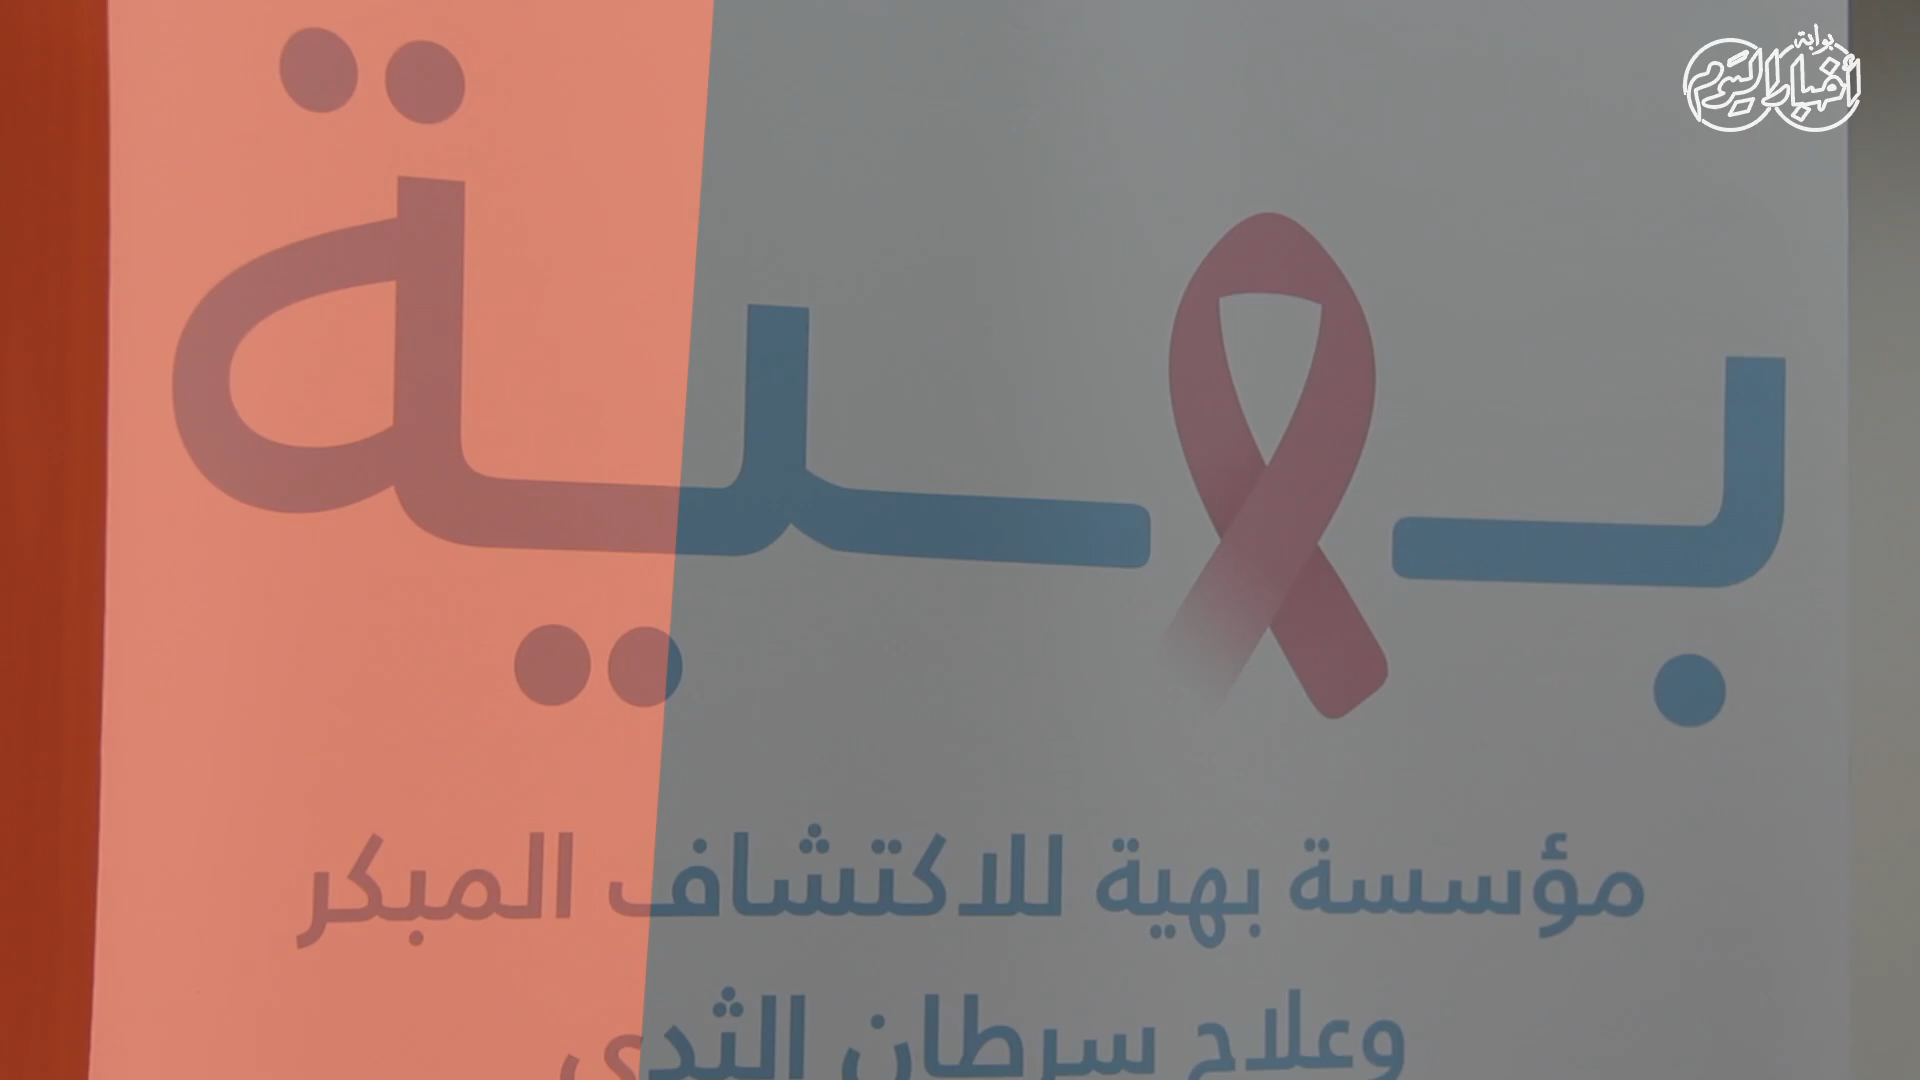 بوابة
أخبار اليوم
بهية
مؤسسة بهية للاكتشاف المبكر
وعلاج سرطان الثدي